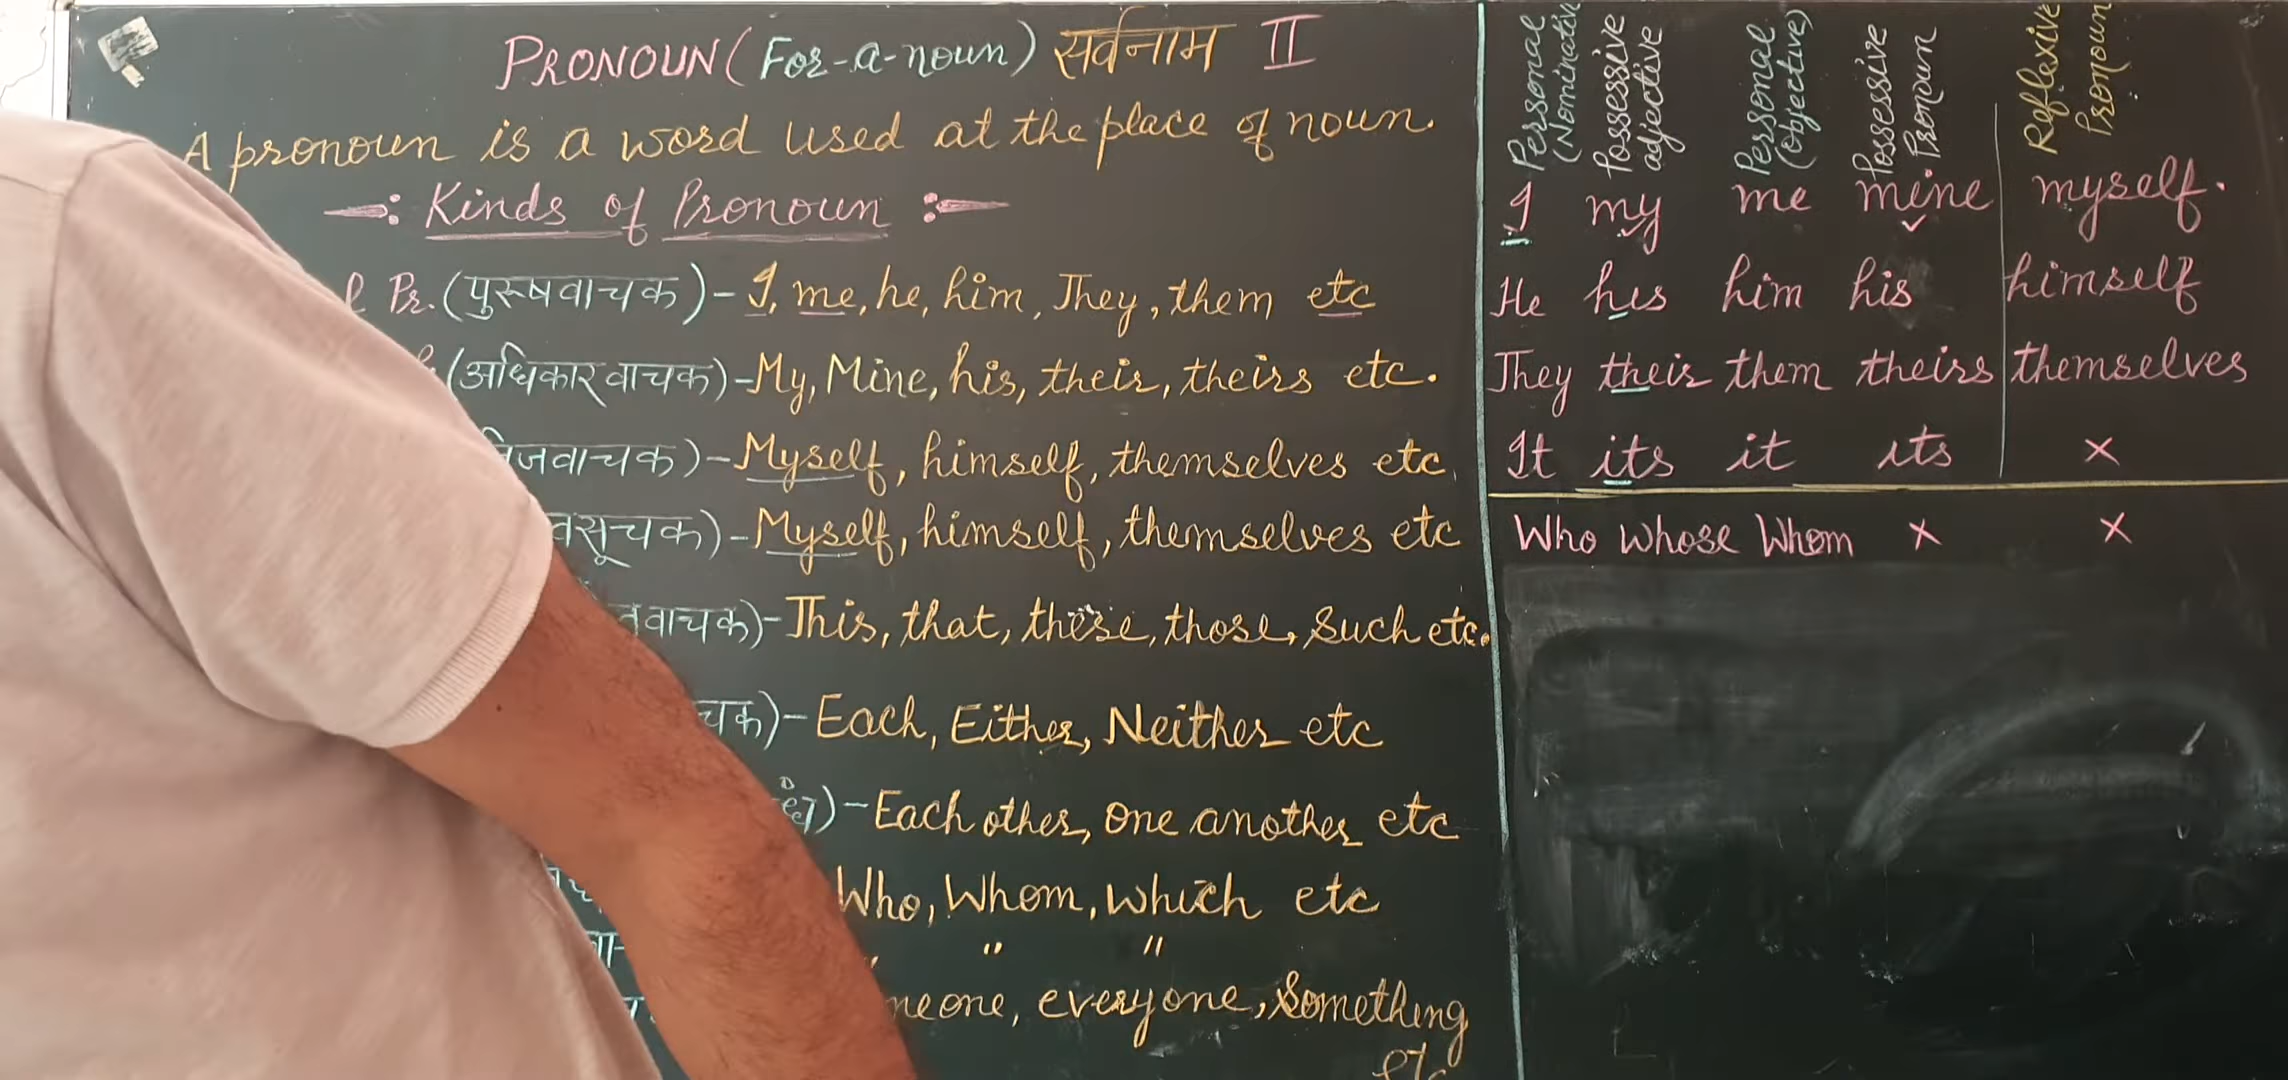 PRONOUN (For-a-noun) सर्वनाम II
A pronoun is a word used at the place of noun.
Kinds of Pronoun
Pr. (पुरूषवाचक) - I, me, he, him, They, them etc
(अधिकार वाचक) - My, Mine, his, their, theirs etc.
जवाचक) - Myself, himself, themselves etc
सूचक) - Myself, himself, themselves etc
वाचक) - This, that, these, those, Such etc.
चक) - Each, Either, Neither etc
- Each other, one another etc
Who, Whom, which etc
" "
neone, everyone, Something
etc
Personal (Nominative
Possessive adjective
Personal (objective)
Possessive Pronoun
Reflexive Pronoun
I my me mine myself.
He his him his himself
They their them theirs themselves
It its it its ×
Who whose Whom × ×